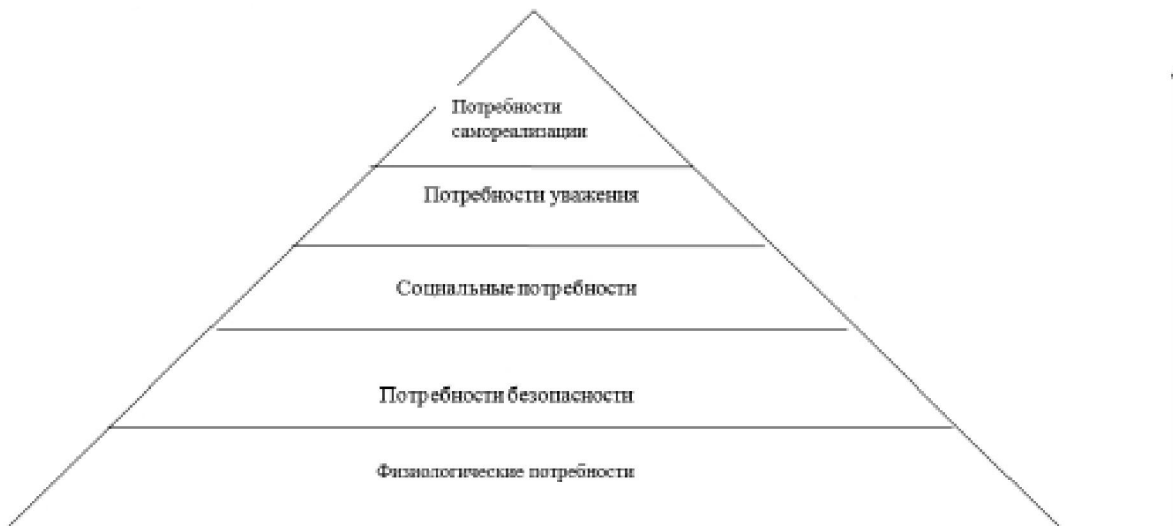 Потребности
самореализации
Потребности уважения
Социальные потребности
Потребности безопасности
Физиологические потребности